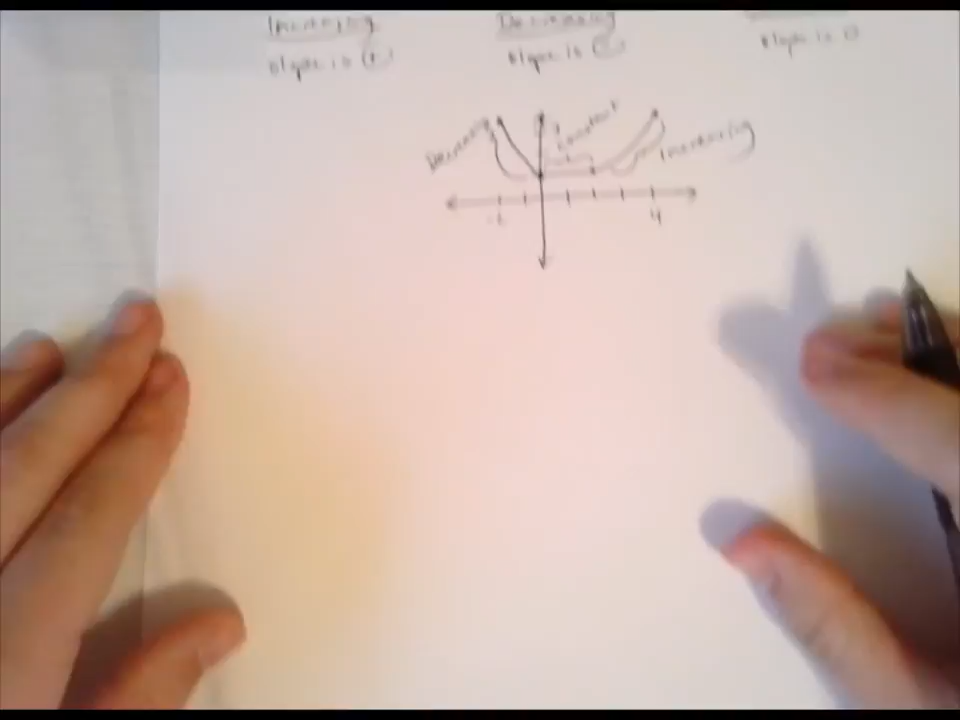 Increasing
slope is (+)
Decreasing
slope is (-)
slope is 0
Decreasing
constant
Increasing
4